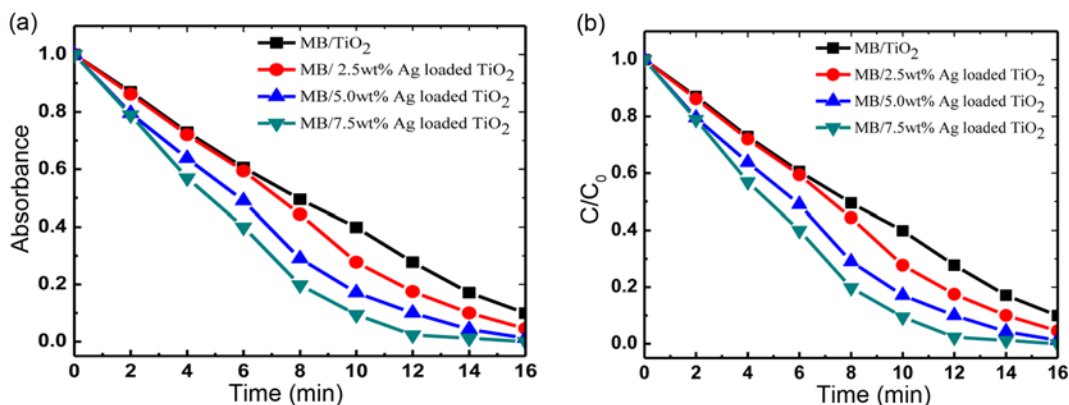 (a)
Absorbance
1.0
0.8
0.6
0.4
0.2
0.0
MB/TiO2
MB/ 2.5wt% Ag loaded TiO2
MB/5.0wt% Ag loaded TiO2
MB/7.5wt% Ag loaded TiO2
0 2 4 6 8 10 12 14 16
Time (min)
(b)
C/C0
1.0
0.8
0.6
0.4
0.2
0.0
MB/TiO2
MB/2.5wt% Ag loaded TiO2
MB/5.0wt% Ag loaded TiO2
MB/7.5wt% Ag loaded TiO2
0 2 4 6 8 10 12 14 16
Time (min)